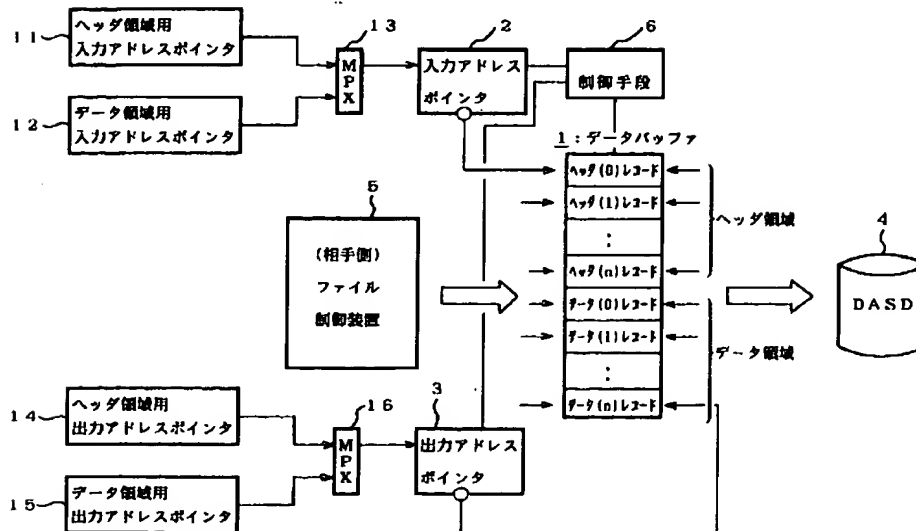 11
ヘッダ領域用
入力アドレスポインタ
12
データ領域用
入力アドレスポインタ
13
MPX
2
入力アドレス
ポインタ
6
制御手段
1:データバッファ
ヘッダ(0)レコード
ヘッダ(1)レコード
:
ヘッダ(n)レコード
データ(0)レコード
データ(1)レコード
:
データ(n)レコード
ヘッダ領域
データ領域
5
(相手側)
ファイル
制御装置
4
DASD
14
ヘッダ領域用
出力アドレスポインタ
15
データ領域用
出力アドレスポインタ
16
MPX
3
出力アドレス
ポインタ